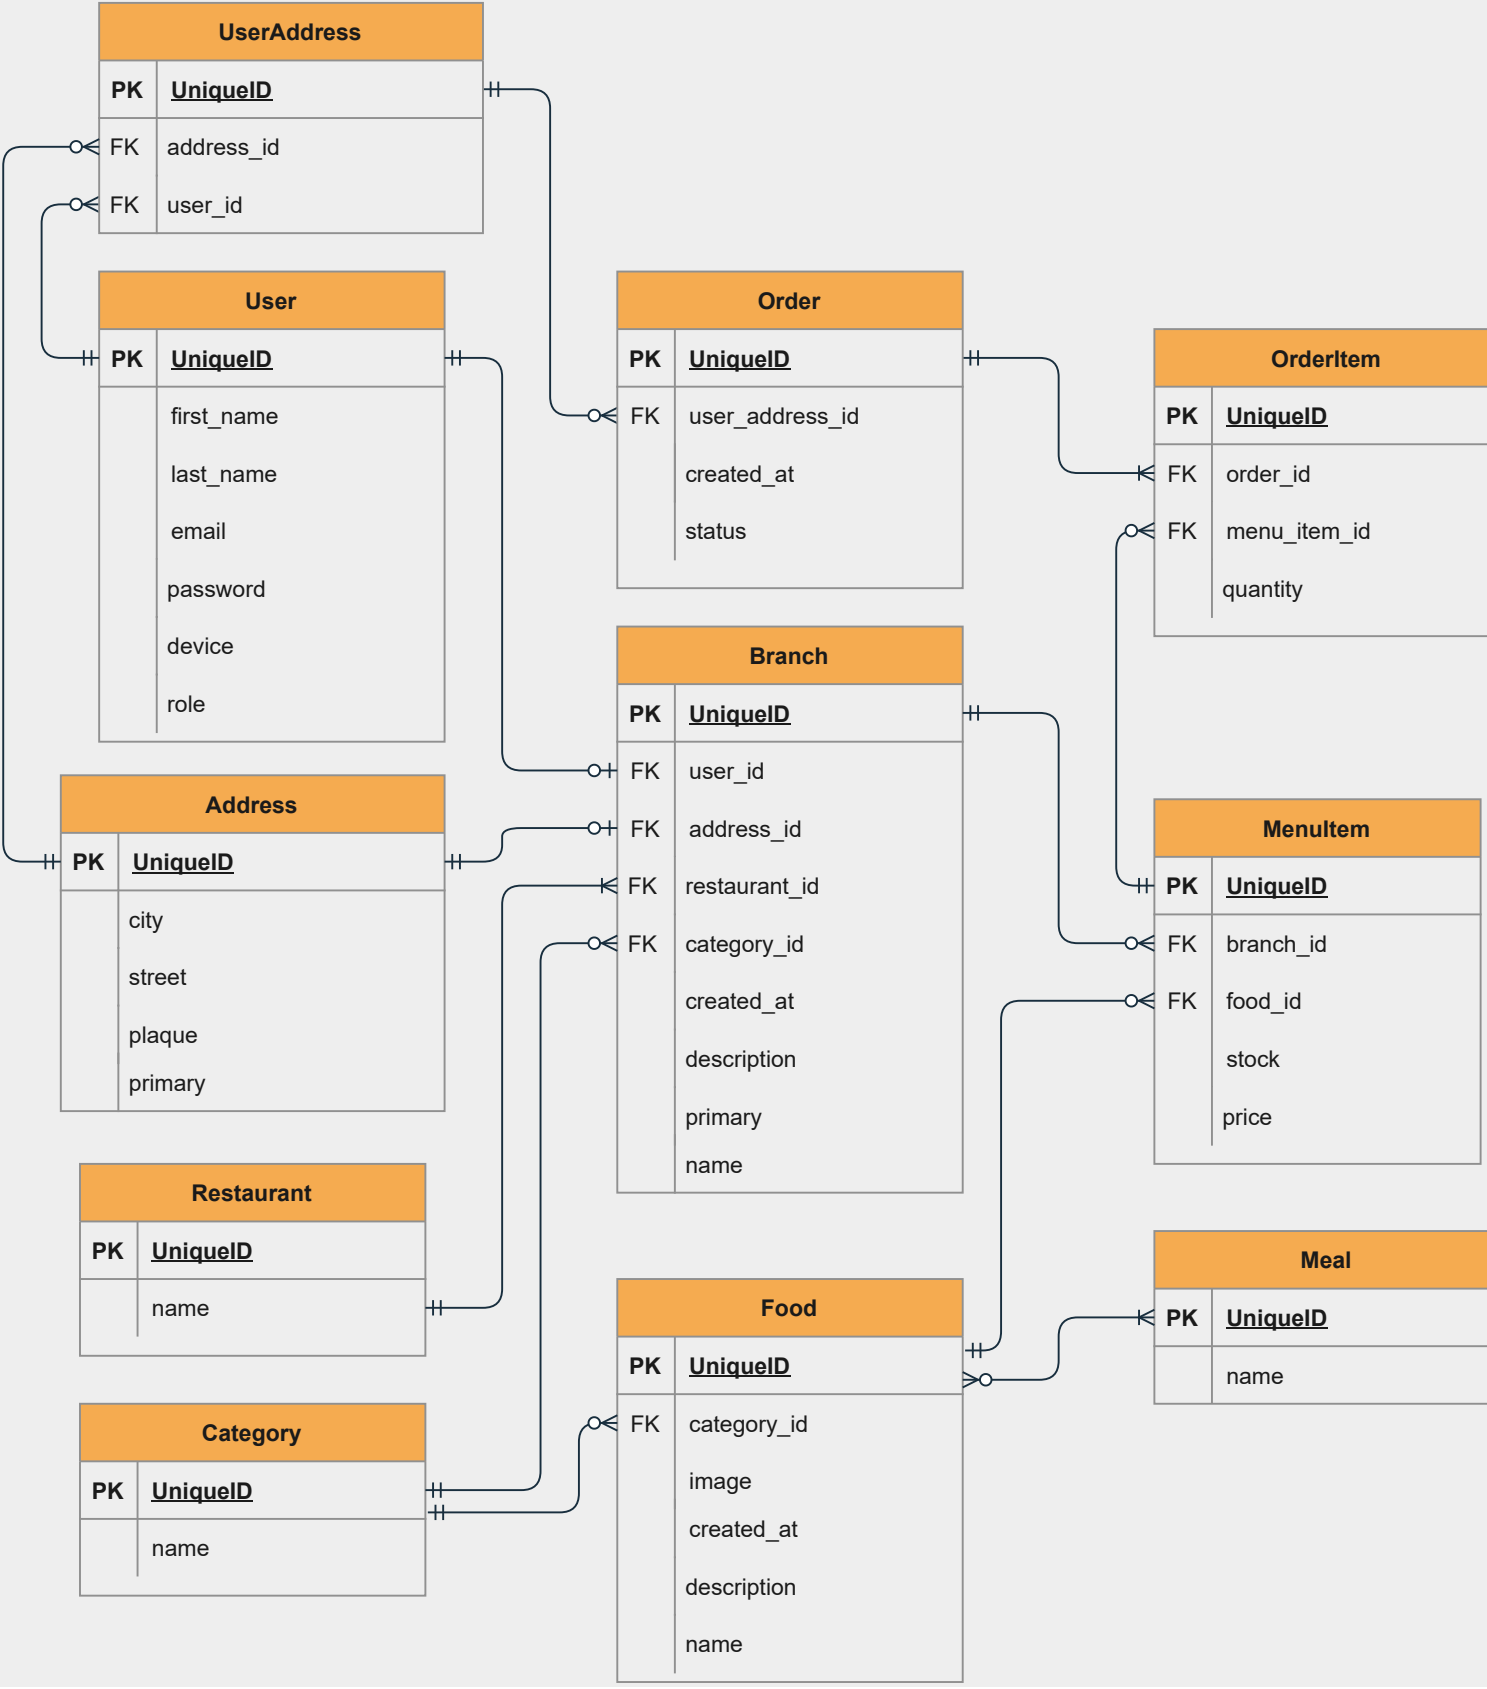 UserAddress
PK UniqueID
FK address_id
FK user_id
User
PK UniqueID
first_name
last_name
email
password
device
role
Address
PK UniqueID
city
street
plaque
primary
Restaurant
PK UniqueID
name
Category
PK UniqueID
name
Order
PK UniqueID
FK user_address_id
created_at
status
Branch
PK UniqueID
FK user_id
FK address_id
FK restaurant_id
FK category_id
created_at
description
primary
name
Food
PK UniqueID
FK category_id
image
created_at
description
name
OrderItem
PK UniqueID
FK order_id
FK menu_item_id
quantity
MenuItem
PK UniqueID
FK branch_id
FK food_id
stock
price
Meal
PK UniqueID
name